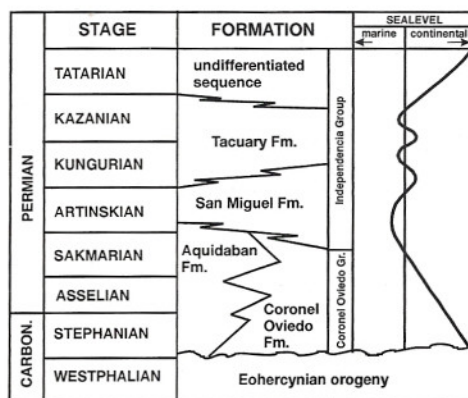 STAGE
FORMATION
SEALEVEL
marine
continental
PERMIAN
TATARIAN
undifferentiated
sequence
KAZANIAN
Tacuary Fm.
KUNGURIAN
Independencia Group
ARTINSKIAN
San Miguel Fm.
SAKMARIAN
Aquidaban
Fm.
ASSELIAN
Coronel
Oviedo
Fm.
Coronel Oviedo Gr.
CARBON.
STEPHANIAN
WESTPHALIAN
Eohercynian orogeny